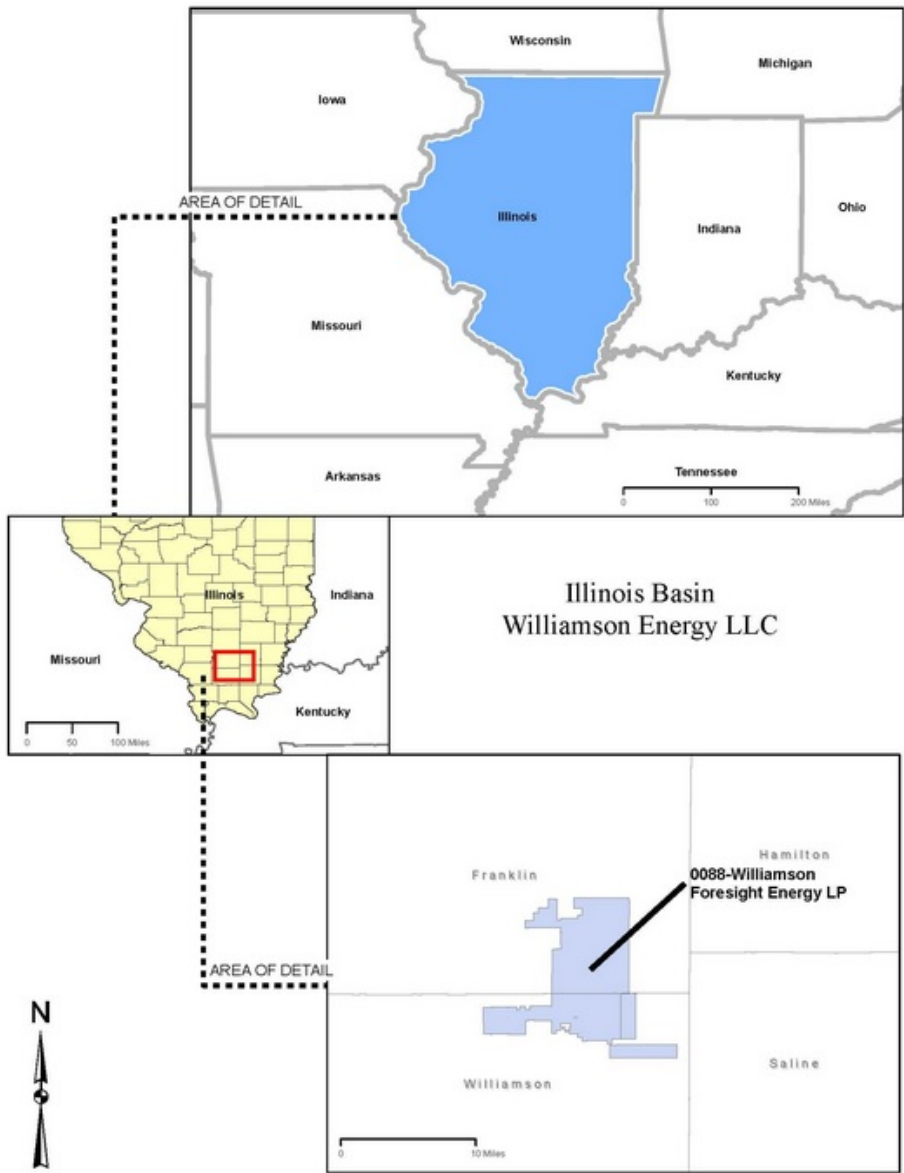 Wisconsin
Michigan
Iowa
AREA OF DETAIL
Illinois
Ohio
Indiana
Missouri
Kentucky
Arkansas
Tennessee
0 100 200 Miles
Illinois
Indiana
Missouri
Kentucky
0 50 100 Miles
Illinois Basin
Williamson Energy LLC
Hamilton
Franklin
0088-Williamson
Foresight Energy LP
AREA OF DETAIL
Saline
Williamson
N
0 10 Miles